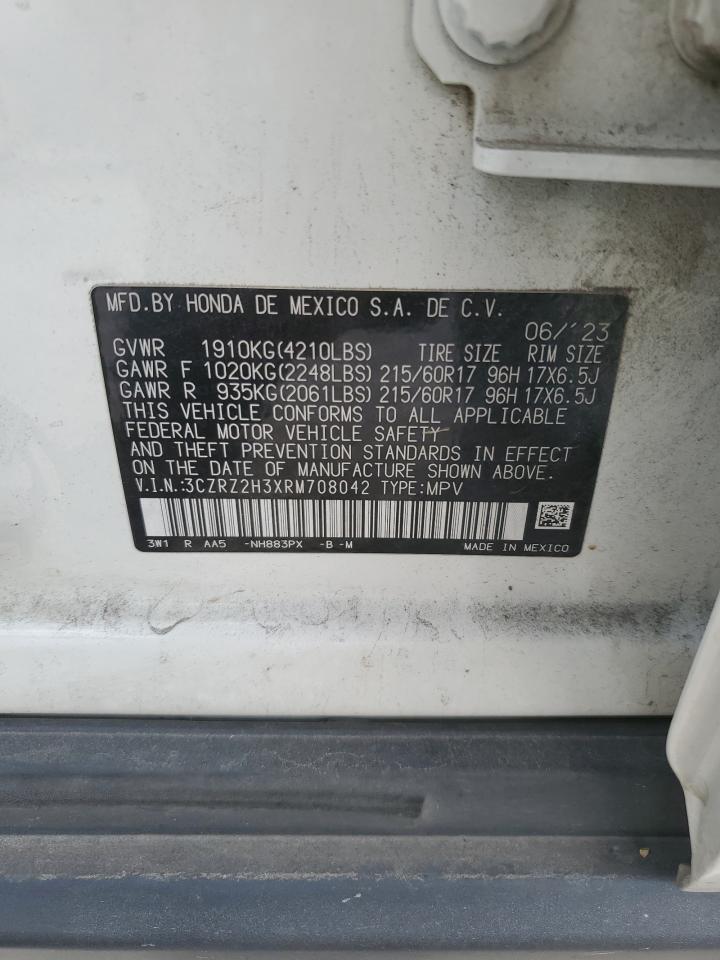 MFD.BY HONDA DE MEXICO S.A. DE C.V.
06/'23
GVWR 1910KG(4210LBS) TIRE SIZE RIM SIZE
GAWR F 1020KG(2248LBS) 215/60R17 96H 17X6.5J
GAWR R 935KG(2061LBS) 215/60R17 96H 17X6.5J
THIS VEHICLE CONFORMS TO ALL APPLICABLE
FEDERAL MOTOR VEHICLE SAFETY
AND THEFT PREVENTION STANDARDS IN EFFECT
ON THE DATE OF MANUFACTURE SHOWN ABOVE.
V.I.N.:3CZRZ2H3XRM708042 TYPE:MPV
3W1 R AA5 -NH883PX -B -M MADE IN MEXICO